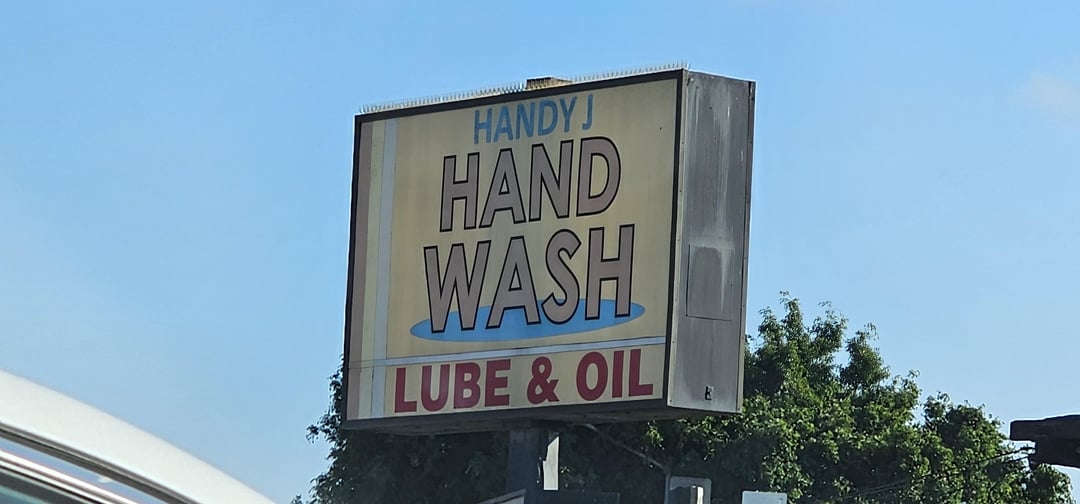 HANDY J
HAND
WASH
LUBE & OIL